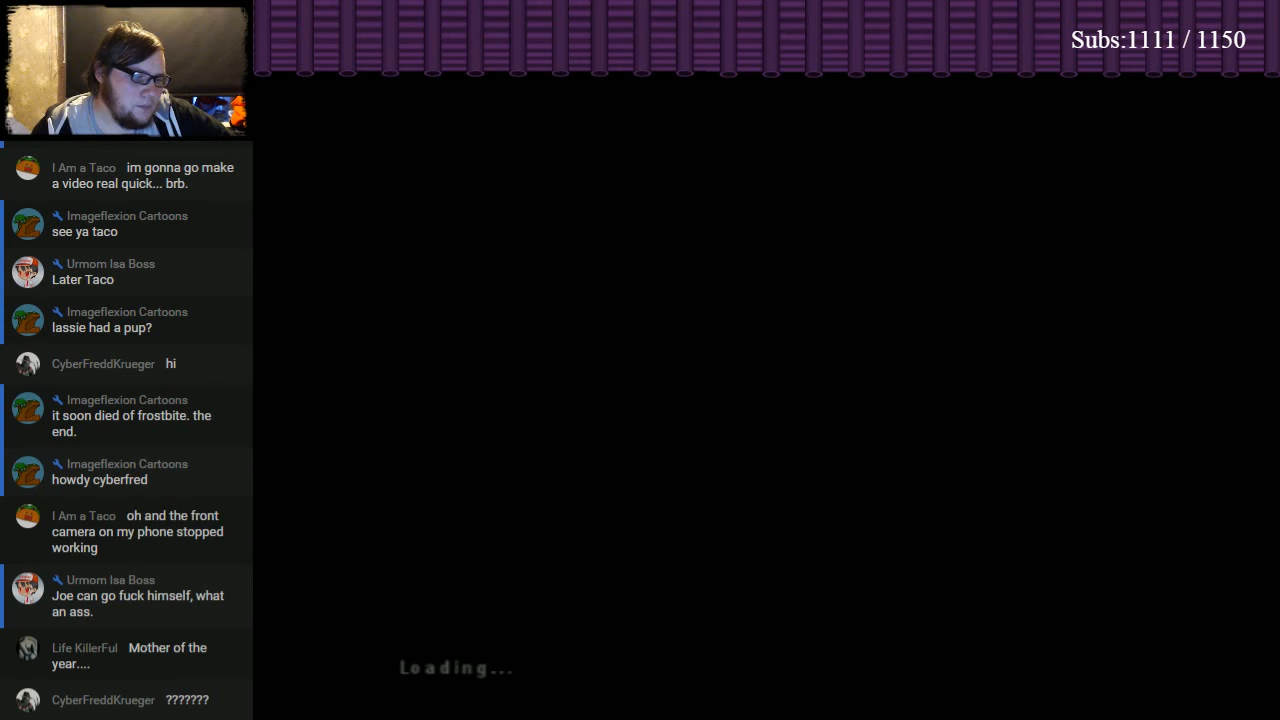 Subs:1111 / 1150
I Am a Taco im gonna go make
a video real quick... brb.
Imageflexion Cartoons
see ya taco
Urmom Isa Boss
Later Taco
Imageflexion Cartoons
lassie had a pup?
CyberFreddKrueger hi
Imageflexion Cartoons
it soon died of frostbite. the
end.
Imageflexion Cartoons
howdy cyberfred
I Am a Taco oh and the front
camera on my phone stopped
working
Urmom Isa Boss
Joe can go fuck himself, what
an ass.
Life KillerFul Mother of the
year....
CyberFreddKrueger ???????
Loading...